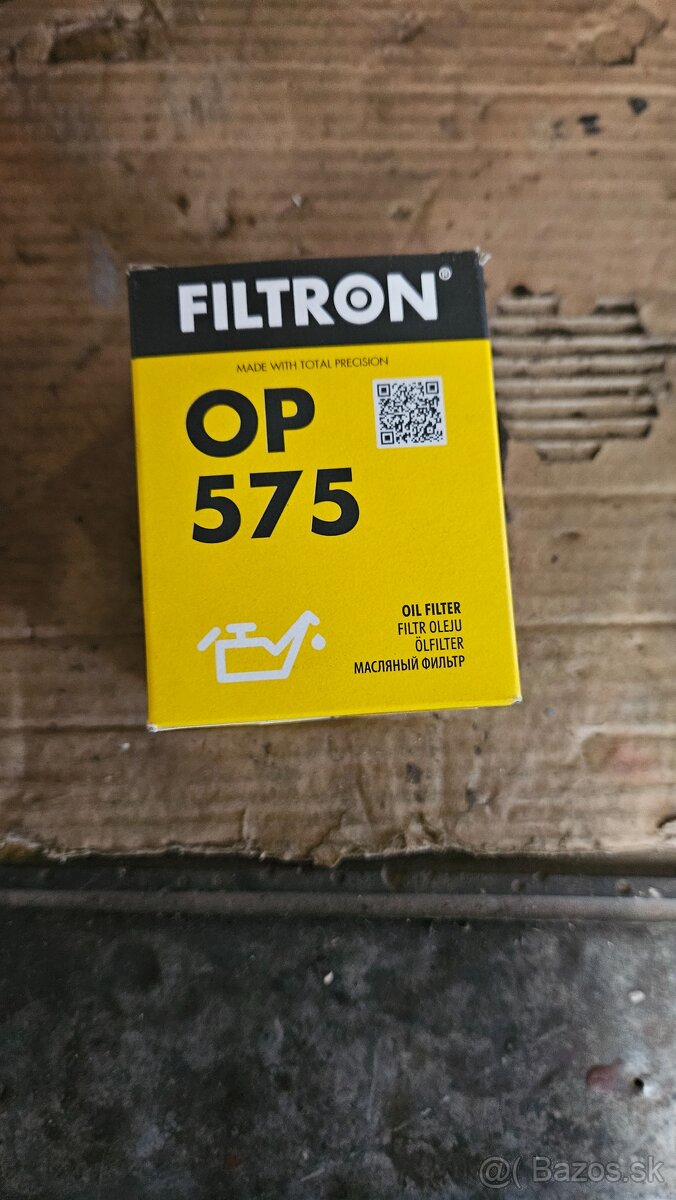 FILTRON®
MADE WITH TOTAL PRECISION
OP
575
OIL FILTER
FILTR OLEJU
ÖLFILTER
МАСЛЯНЫЙ ФИЛЬТР
@( Bazos.sk